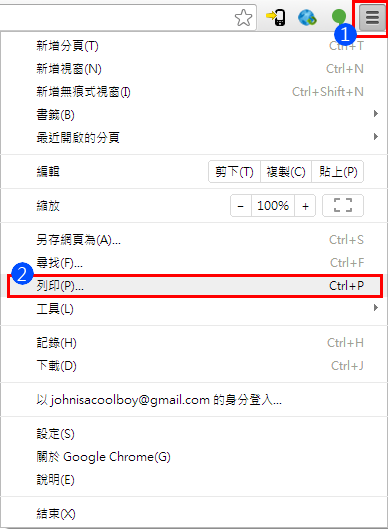 1
新增分頁(T) Ctrl+T
新增視窗(N) Ctrl+N
新增無痕式視窗(I) Ctrl+Shift+N
書籤(B)
最近開啟的分頁
編輯 剪下(T) 複製(C) 貼上(P)
縮放 − 100% +
另存網頁為(A)... Ctrl+S
尋找(F)... Ctrl+F
2
列印(P)... Ctrl+P
工具(L)
記錄(H) Ctrl+H
下載(D) Ctrl+J
以 johnisacoolboy@gmail.com 的身分登入...
設定(S)
關於 Google Chrome(G)
說明(E)
結束(X)